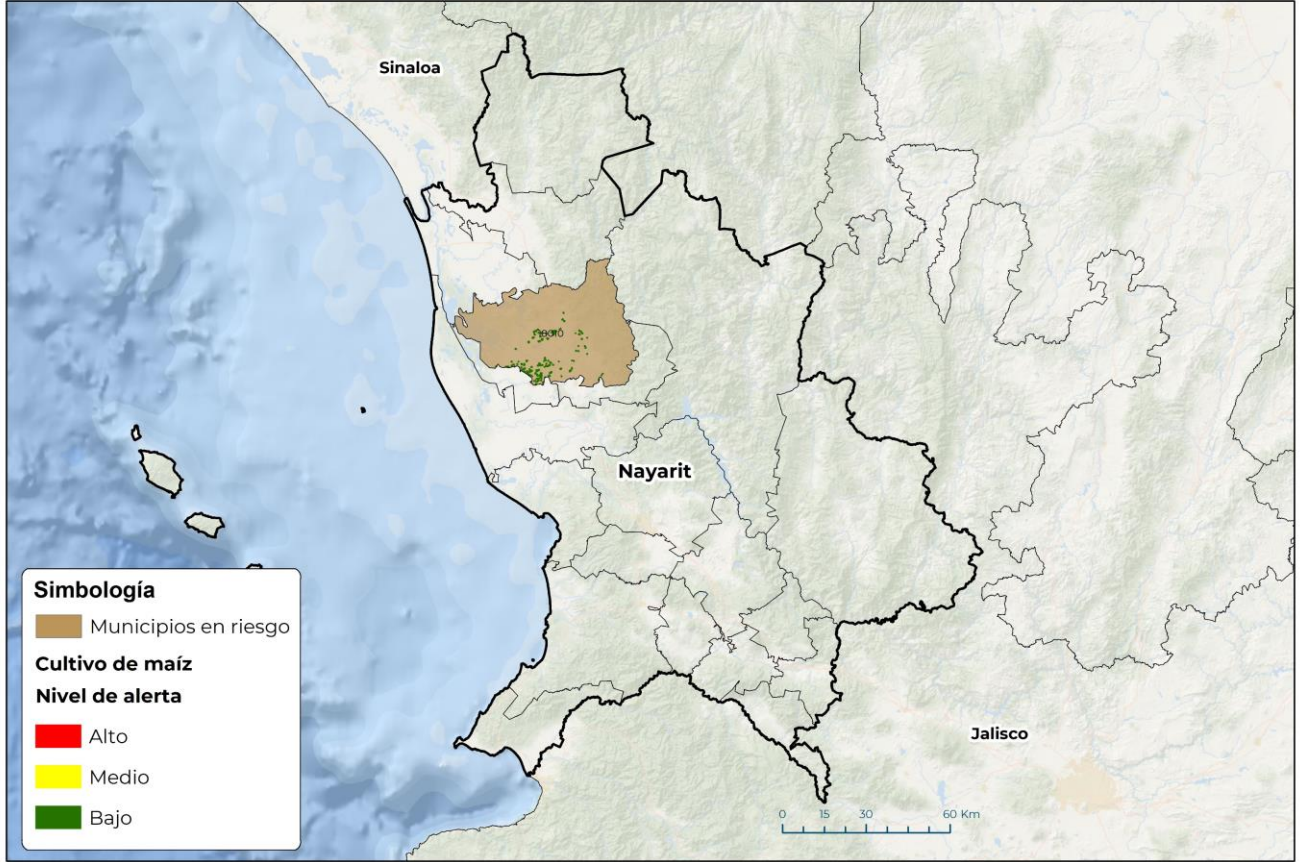 Sinaloa
Nayarit
Jalisco
Simbología
Municipios en riesgo
Cultivo de maíz
Nivel de alerta
Alto
Medio
Bajo
0 15 30 60 Km